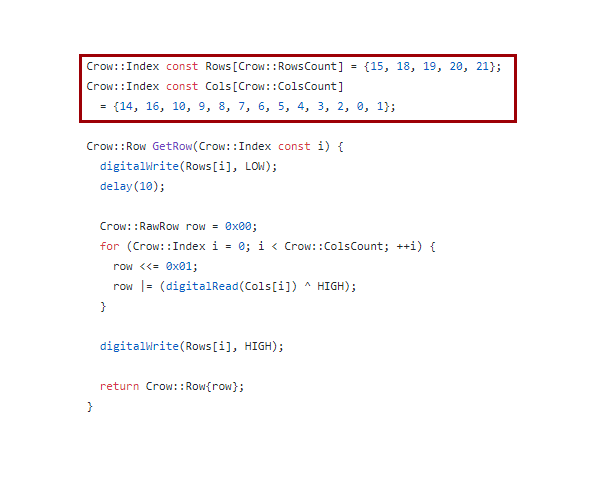 Crow::Index const Rows[Crow::RowsCount] = {15, 18, 19, 20, 21};
Crow::Index const Cols[Crow::ColsCount]
  = {14, 16, 10, 9, 8, 7, 6, 5, 4, 3, 2, 0, 1};

Crow::Row GetRow(Crow::Index const i) {
  digitalWrite(Rows[i], LOW);
  delay(10);

  Crow::RawRow row = 0x00;
  for (Crow::Index i = 0; i < Crow::ColsCount; ++i) {
    row <<= 0x01;
    row |= (digitalRead(Cols[i]) ^ HIGH);
  }

  digitalWrite(Rows[i], HIGH);

  return Crow::Row{row};
}